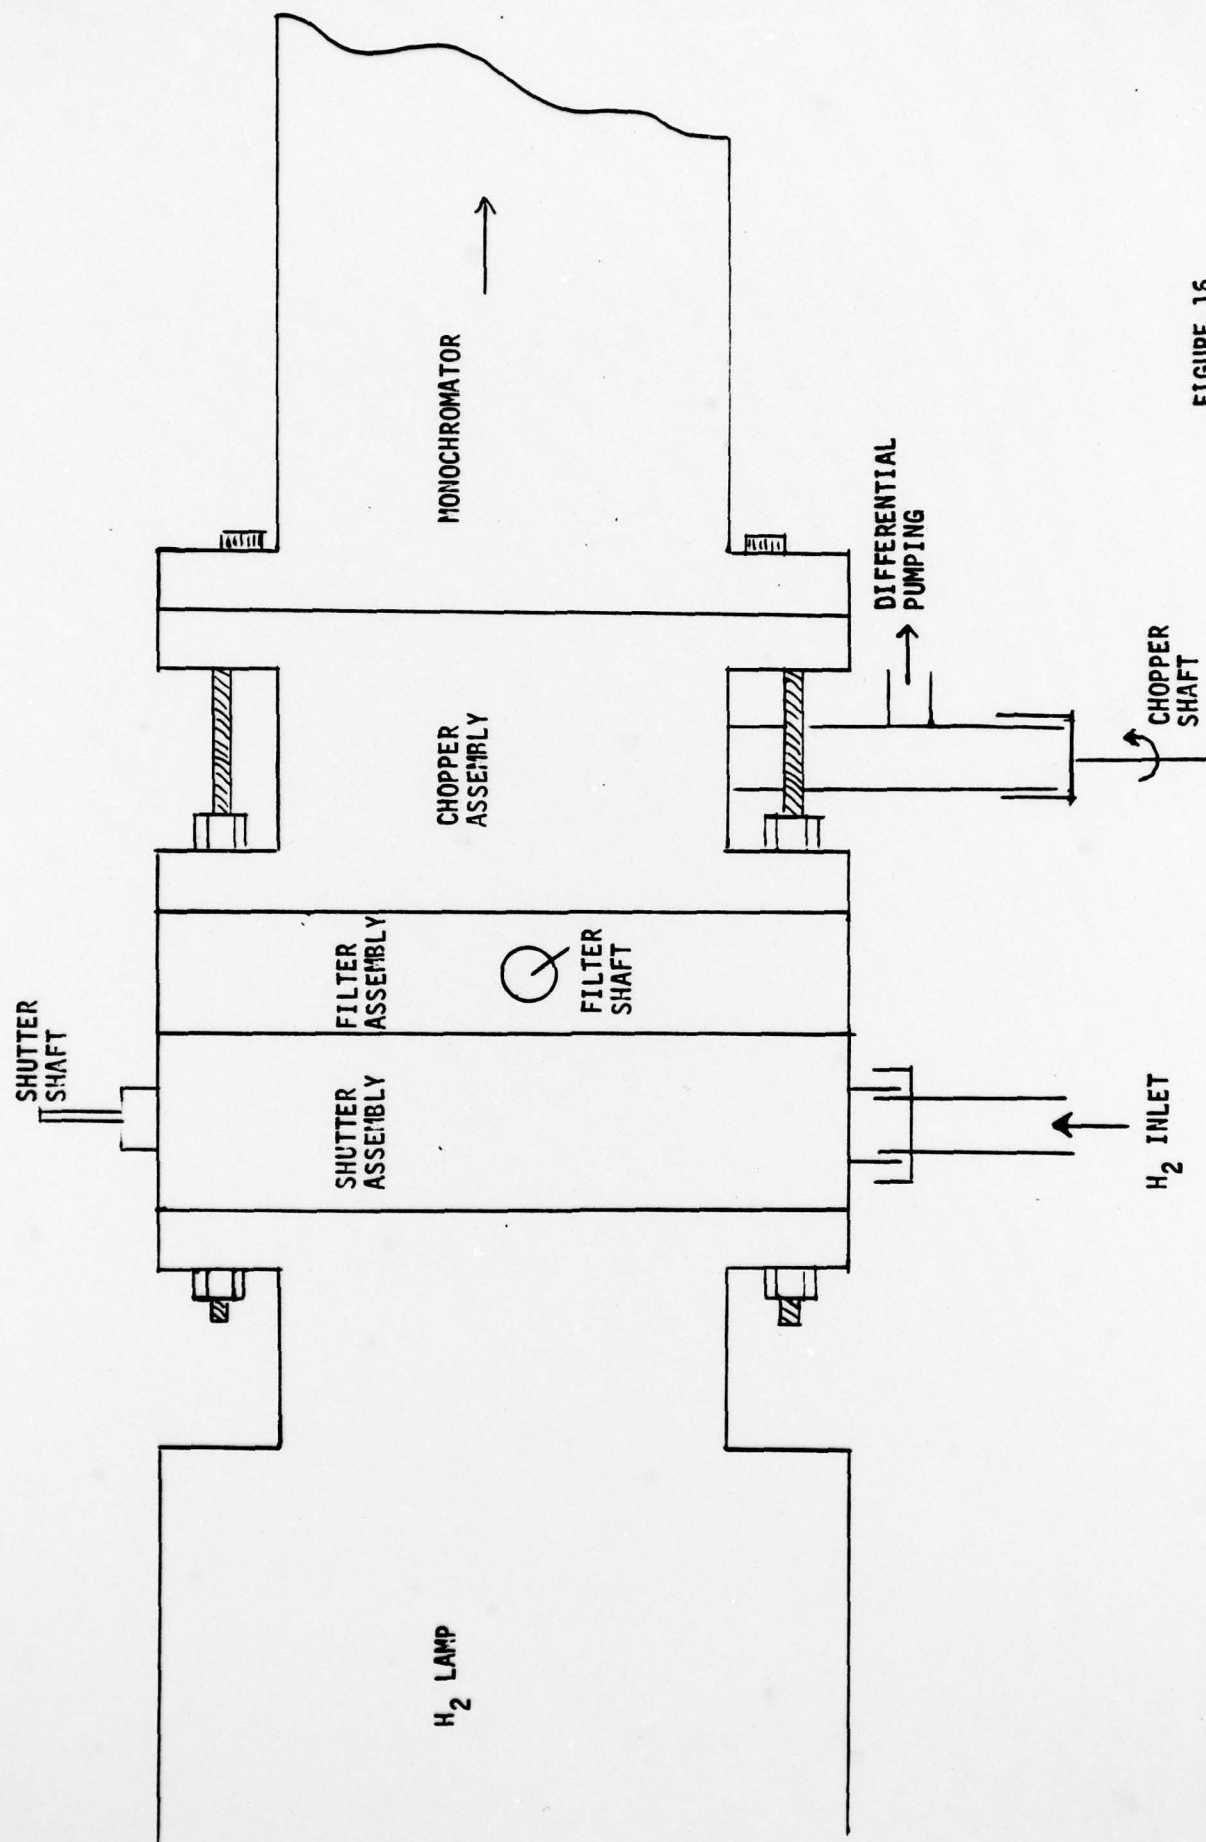 SHUTTER
SHAFT
H2 LAMP
SHUTTER
ASSEMBLY
FILTER
ASSEMBLY
FILTER
SHAFT
CHOPPER
ASSEMBLY
MONOCHROMATOR
H2 INLET
CHOPPER
SHAFT
DIFFERENTIAL
PUMPING
FIGURE 16